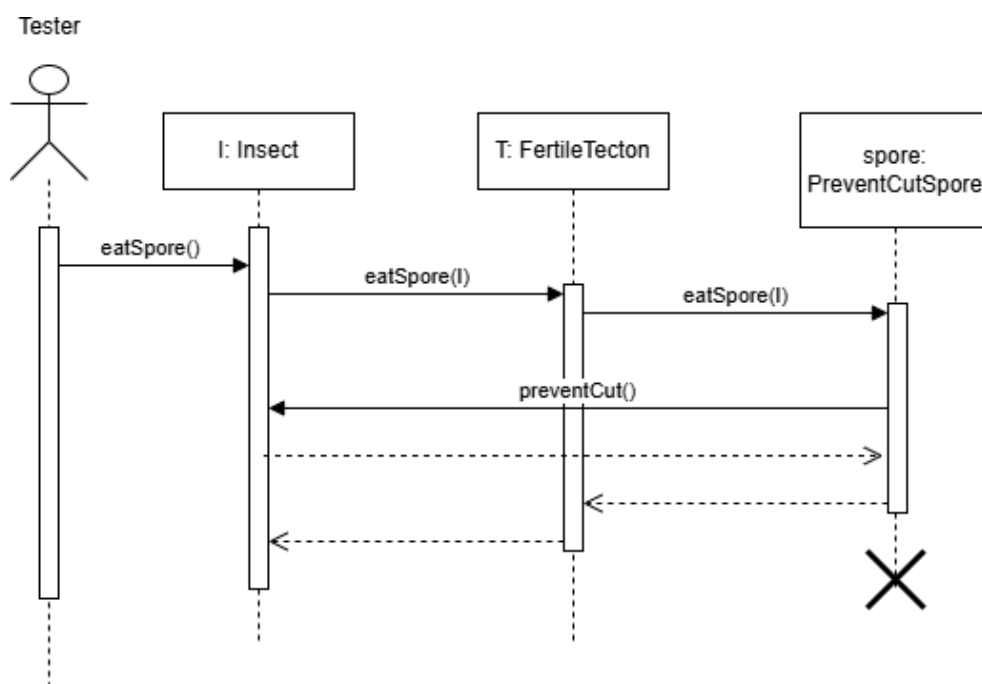 Tester
I: Insect
T: FertileTecton
spore:
PreventCutSpore
eatSpore()
eatSpore(I)
eatSpore(I)
preventCut()